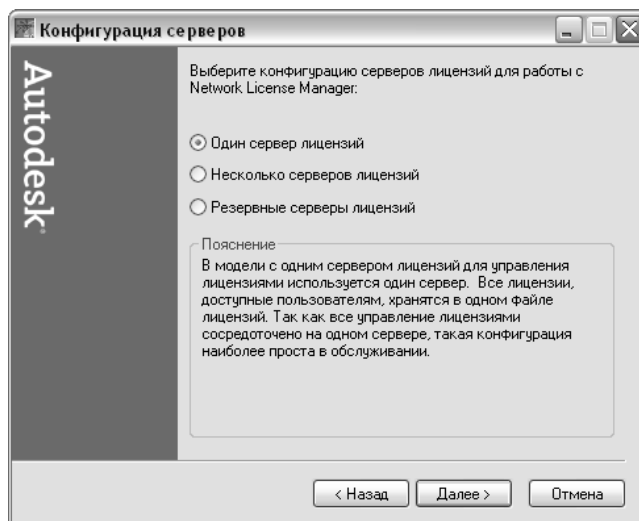 Конфигурация серверов
Autodesk
Выберите конфигурацию серверов лицензий для работы с
Network License Manager:
Один сервер лицензий
Несколько серверов лицензий
Резервные серверы лицензий
Пояснение
В модели с одним сервером лицензий для управления
лицензиями используется один сервер. Все лицензии,
доступные пользователям, хранятся в одном файле
лицензий. Так как все управление лицензиями
сосредоточено на одном сервере, такая конфигурация
наиболее проста в обслуживании.
< Назад
Далее >
Отмена